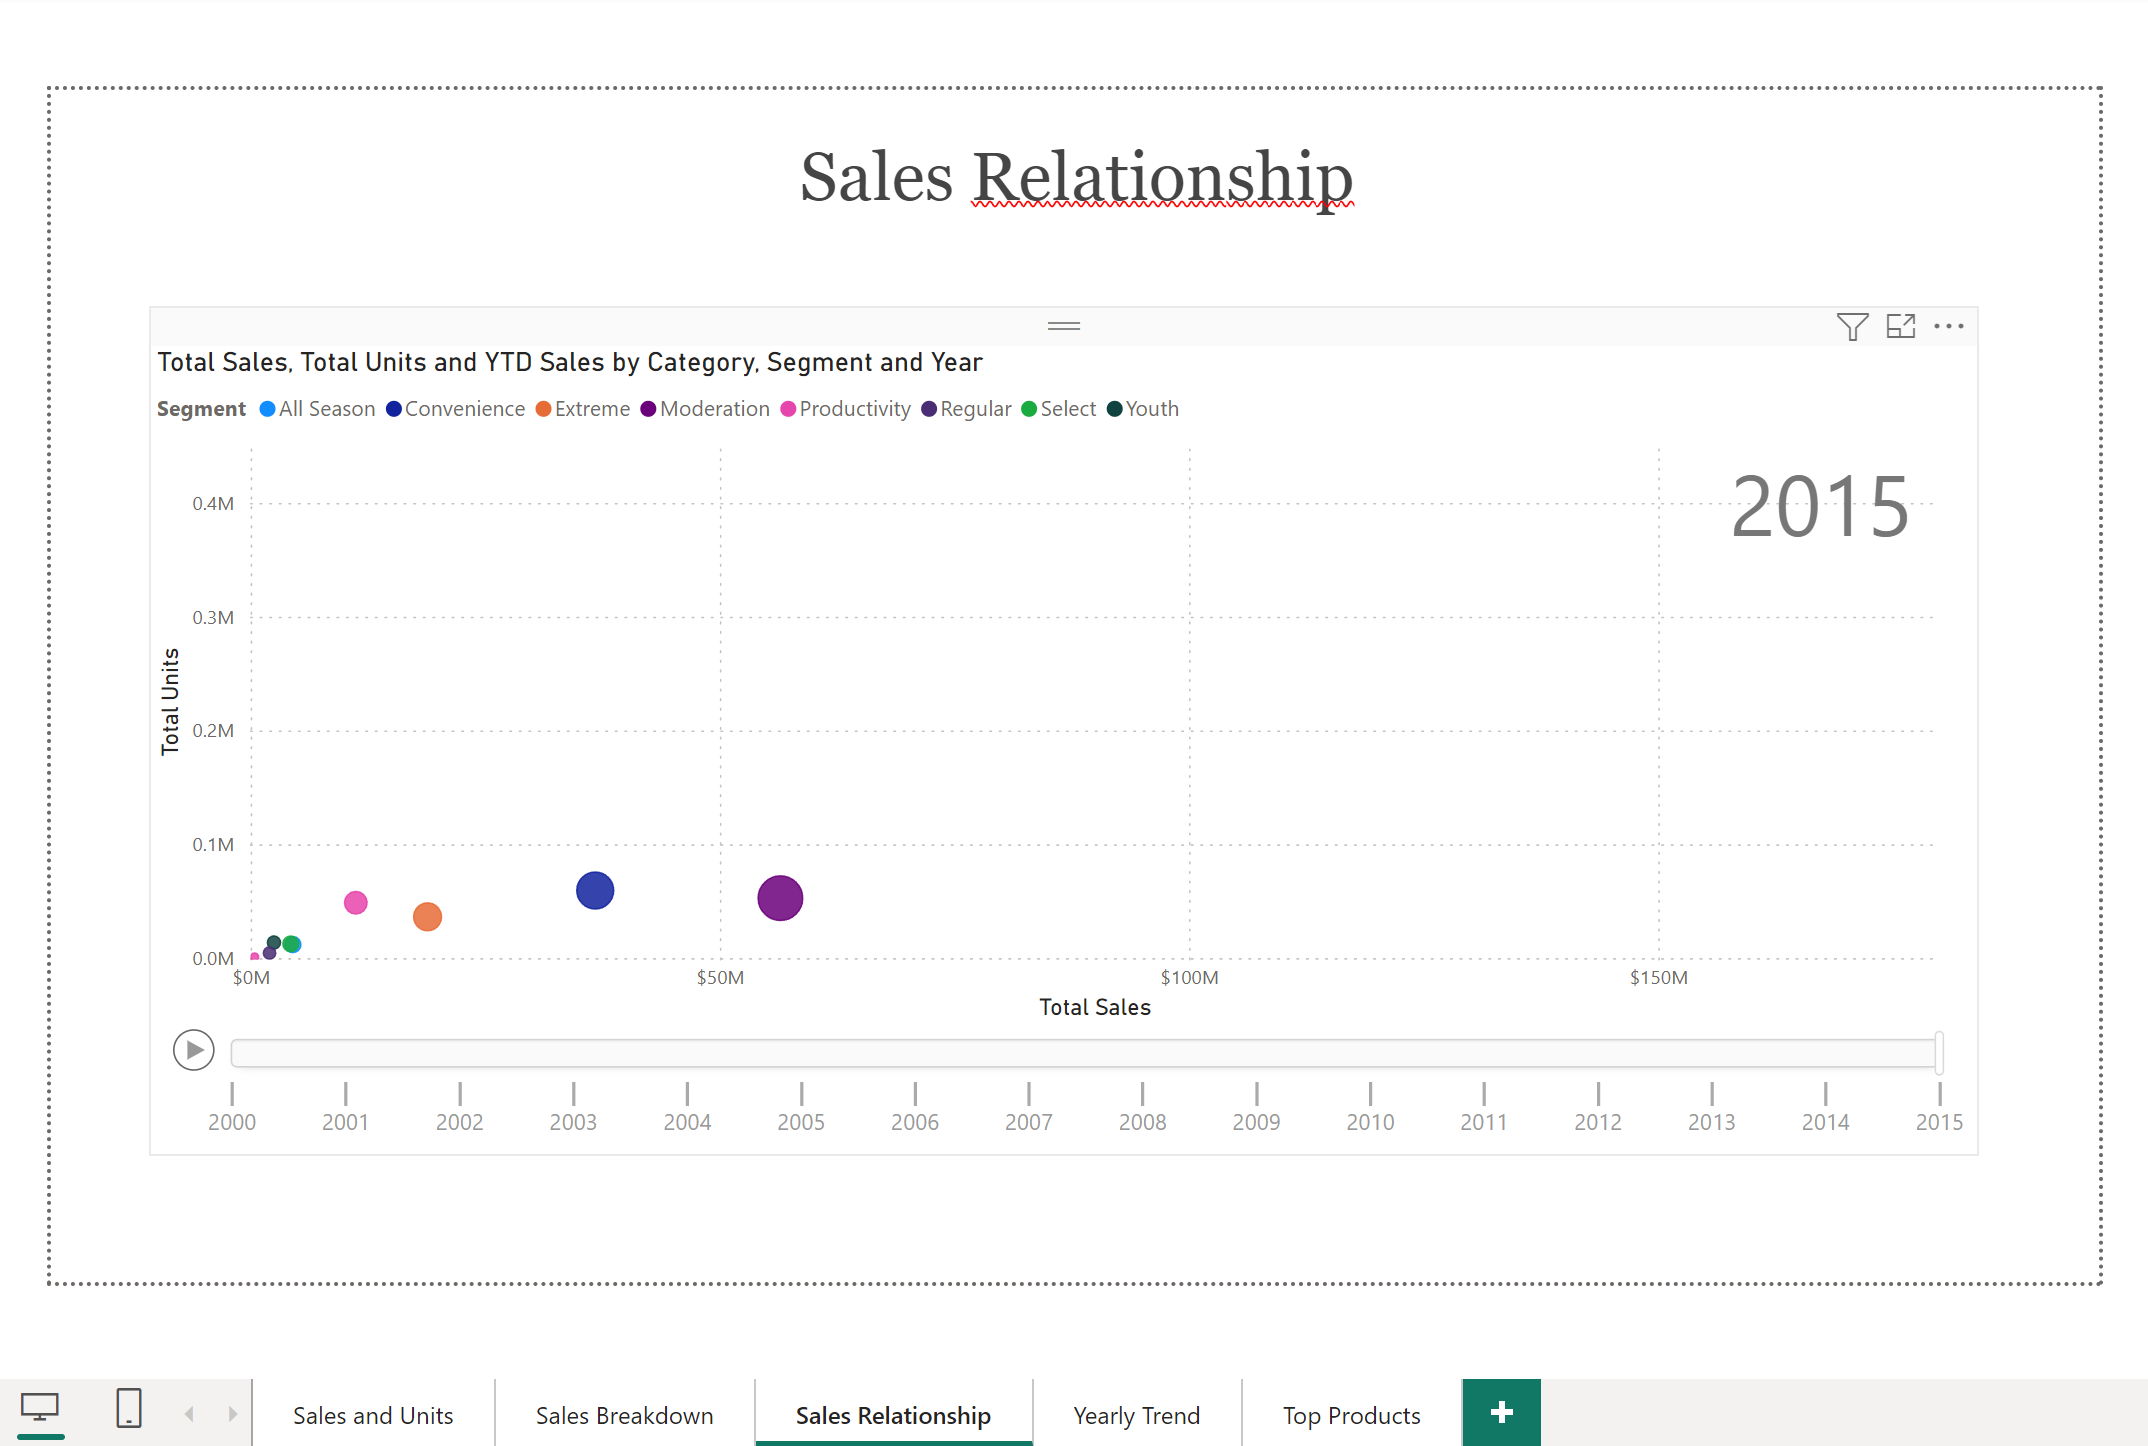 Sales Relationship
Total Sales, Total Units and YTD Sales by Category, Segment and Year
Segment All Season Convenience Extreme Moderation Productivity Regular Select Youth
2015
0.4M
0.3M
0.2M
0.1M
0.0M
Total Units
$0M $50M $100M $150M
Total Sales
2000 2001 2002 2003 2004 2005 2006 2007 2008 2009 2010 2011 2012 2013 2014 2015
Sales and Units Sales Breakdown Sales Relationship Yearly Trend Top Products